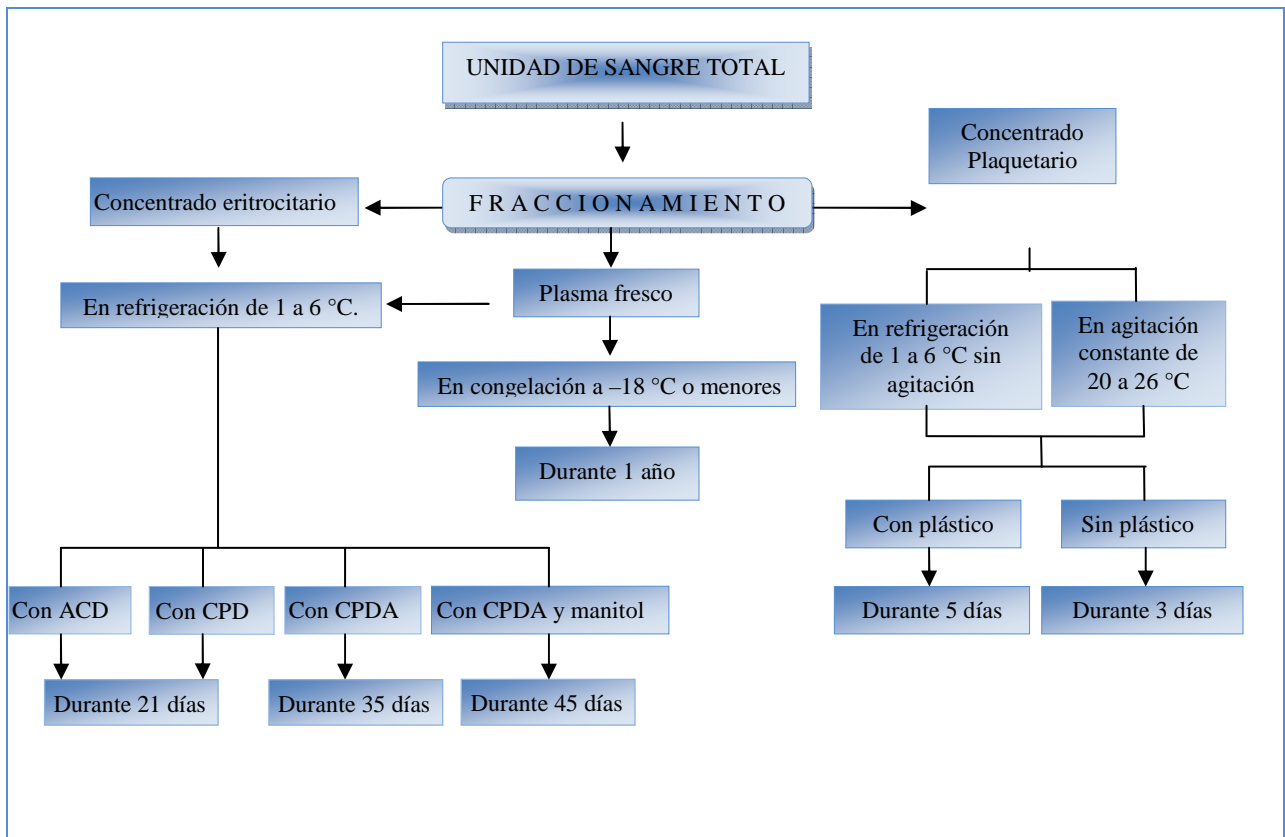 UNIDAD DE SANGRE TOTAL
Concentrado
Plaquetario
Concentrado eritrocitario
F R A C C I O N A M I E N T O
En refrigeración de 1 a 6 °C.
Plasma fresco
En refrigeración
de 1 a 6 °C sin
agitación
En agitación
constante de
20 a 26 °C
En congelación a –18 °C o menores
Durante 1 año
Con plástico
Sin plástico
Durante 5 días
Durante 3 días
Con ACD
Con CPD
Con CPDA
Con CPDA y manitol
Durante 21 días
Durante 35 días
Durante 45 días